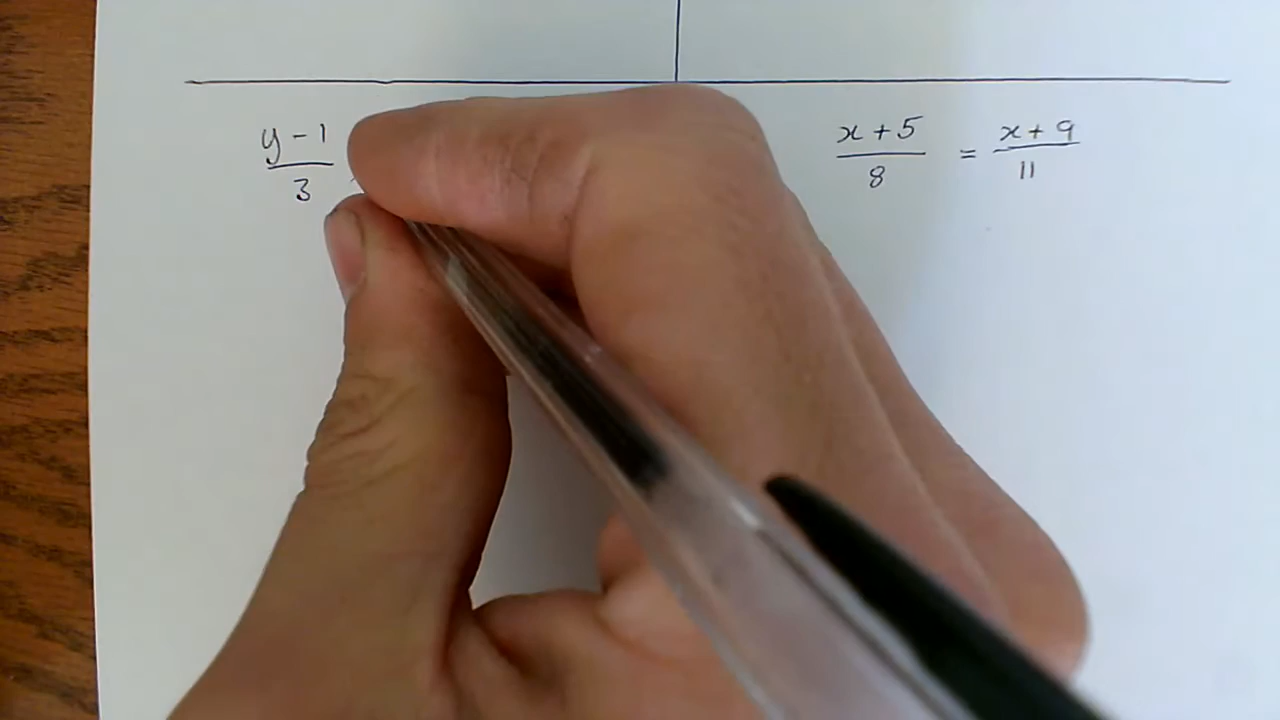 y - 1
3
x + 5 = x + 9
8 11